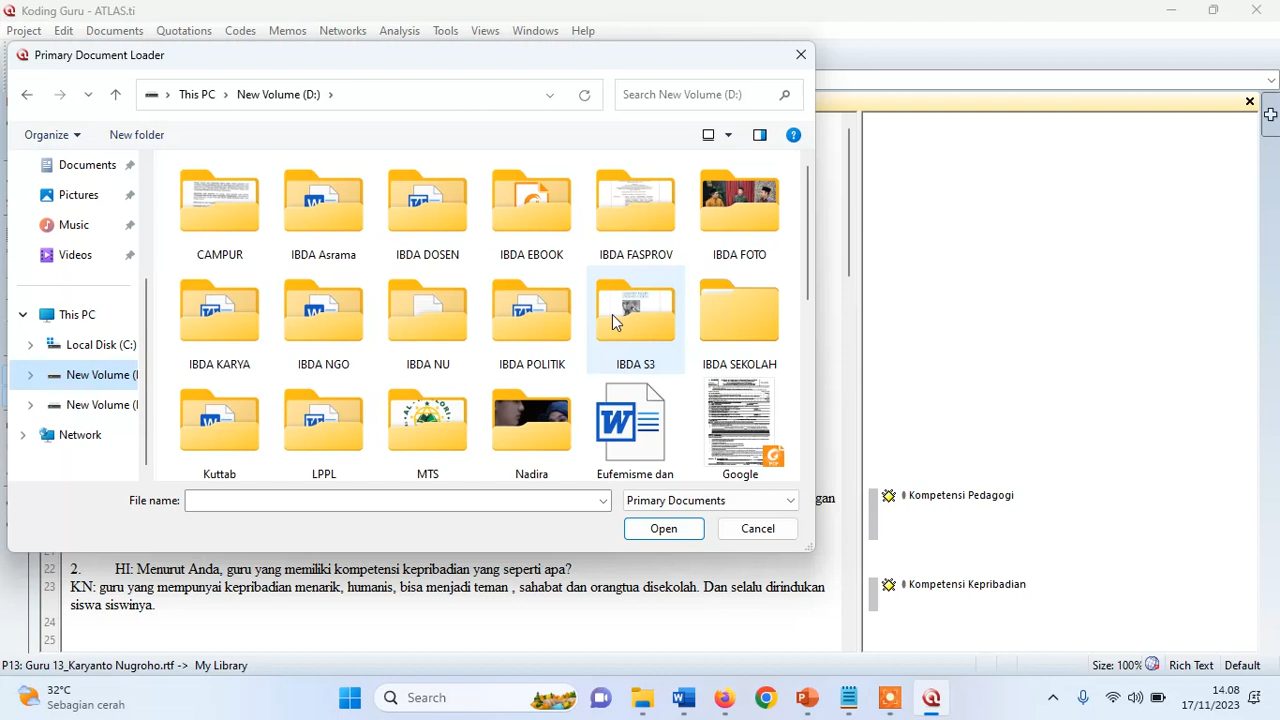 Koding Guru - ATLAS.ti
Project Edit Documents Quotations Codes Memos Networks Analysis Tools Views Windows Help
Primary Document Loader
This PC New Volume (D:)
Search New Volume (D:)
Organize New folder
Documents
Pictures
Music
Videos
This PC
Local Disk (C:)
New Volume (
New Volume (
Network
CAMPUR IBDA Asrama IBDA DOSEN IBDA EBOOK IBDA FASPROV IBDA FOTO
IBDA KARYA IBDA NGO IBDA NU IBDA POLITIK IBDA S3 IBDA SEKOLAH
Kuttab LPPL MTS Nadira Eufemisme dan Google
File name: Primary Documents
Open Cancel
gan
Kompetensi Pedagogi
21
22 2. HI: Menurut Anda, guru yang memiliki kompetensi kepribadian yang seperti apa?
23 KN: guru yang mempunyai kepribadian menarik, humanis, bisa menjadi teman , sahabat dan orangtua disekolah. Dan selalu dirindukan
siswa siswinya.
Kompetensi Kepribadian
24
25
P13: Guru 13_Karyanto Nugroho.rtf -> My Library
Size: 100% Rich Text Default
32°C
Sebagian cerah
Search
14.08
17/11/2023